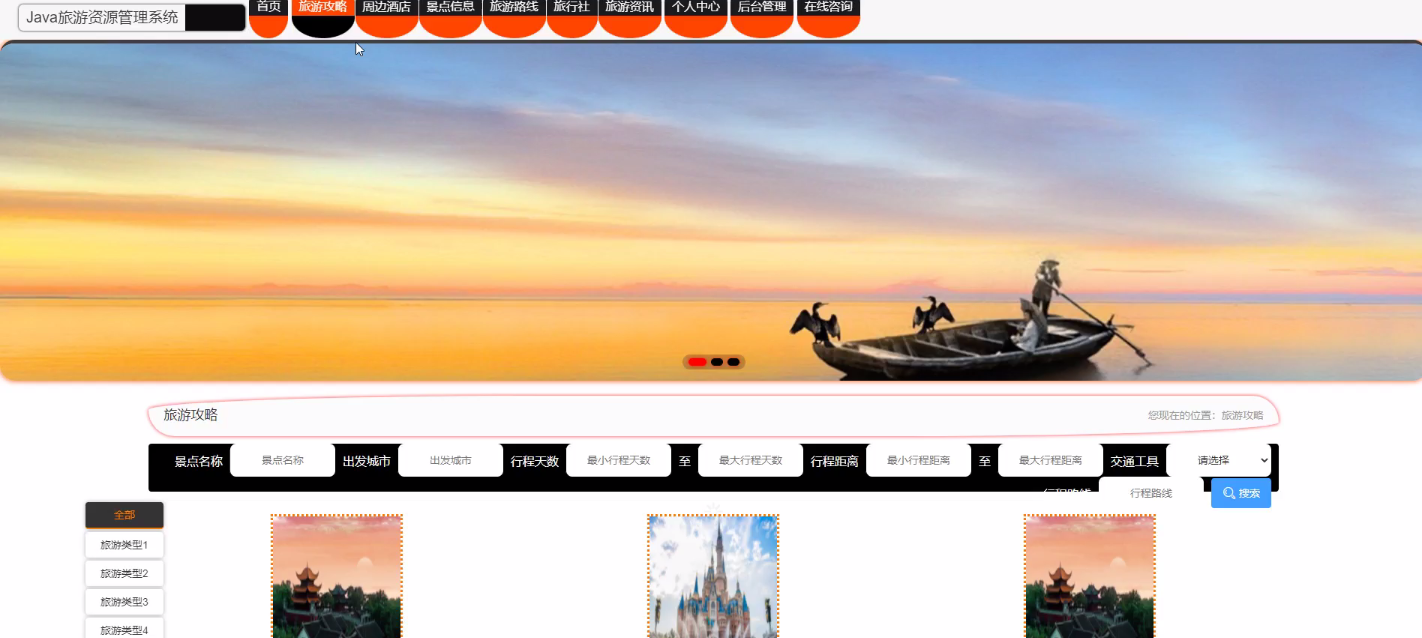 Java旅游资源管理系统
首页 旅游攻略 周边酒店 景点信息 旅游路线 旅行社 旅游资讯 个人中心 后台管理 在线咨询
旅游攻略 您现在的位置：旅游攻略
景点名称 景点名称 出发城市 出发城市 行程天数 最小行程天数 至 最大行程天数 行程距离 最小行程距离 至 最大行程距离 交通工具 请选择
行程路线 行程路线 搜索
全部
旅游类型1
旅游类型2
旅游类型3
旅游类型4